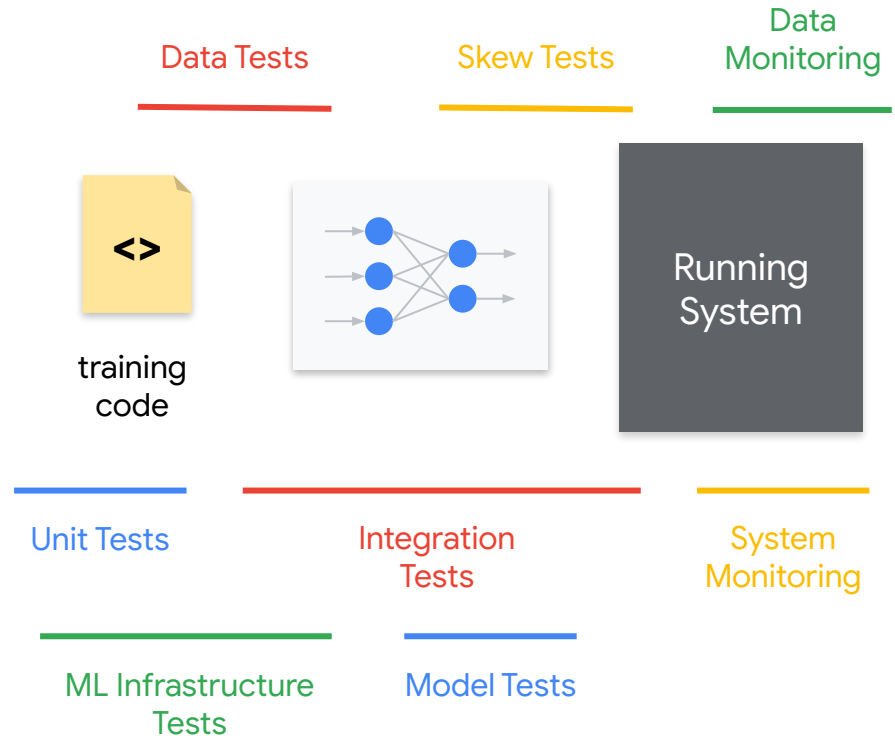 Data Tests
Skew Tests
Data
Monitoring
<>
training
code
Running
System
Unit Tests
Integration
Tests
System
Monitoring
ML Infrastructure
Tests
Model Tests